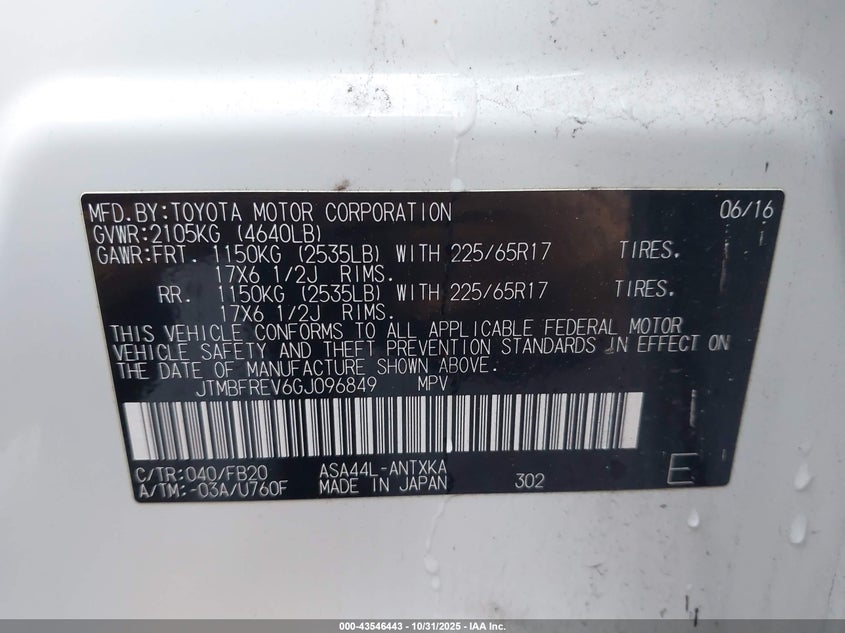 MFD.BY:TOYOTA MOTOR CORPORATION 06/16
GVWR:2105KG (4640LB)
GAWR:FRT. 1150KG (2535LB) WITH 225/65R17 TIRES.
17X6 1/2J RIMS.
RR. 1150KG (2535LB) WITH 225/65R17 TIRES.
17X6 1/2J RIMS.
THIS VEHICLE CONFORMS TO ALL APPLICABLE FEDERAL MOTOR
VEHICLE SAFETY AND THEFT PREVENTION STANDARDS IN EFFECT ON
THE DATE OF MANUFACTURE SHOWN ABOVE.
JTMBFREV6GJ096849 MPV
C/TR:040/FB20 ASA44L-ANTXKA
A/TM:-03A/U760F MADE IN JAPAN 302 E
000-43546443 - 10/31/2025 - IAA Inc.